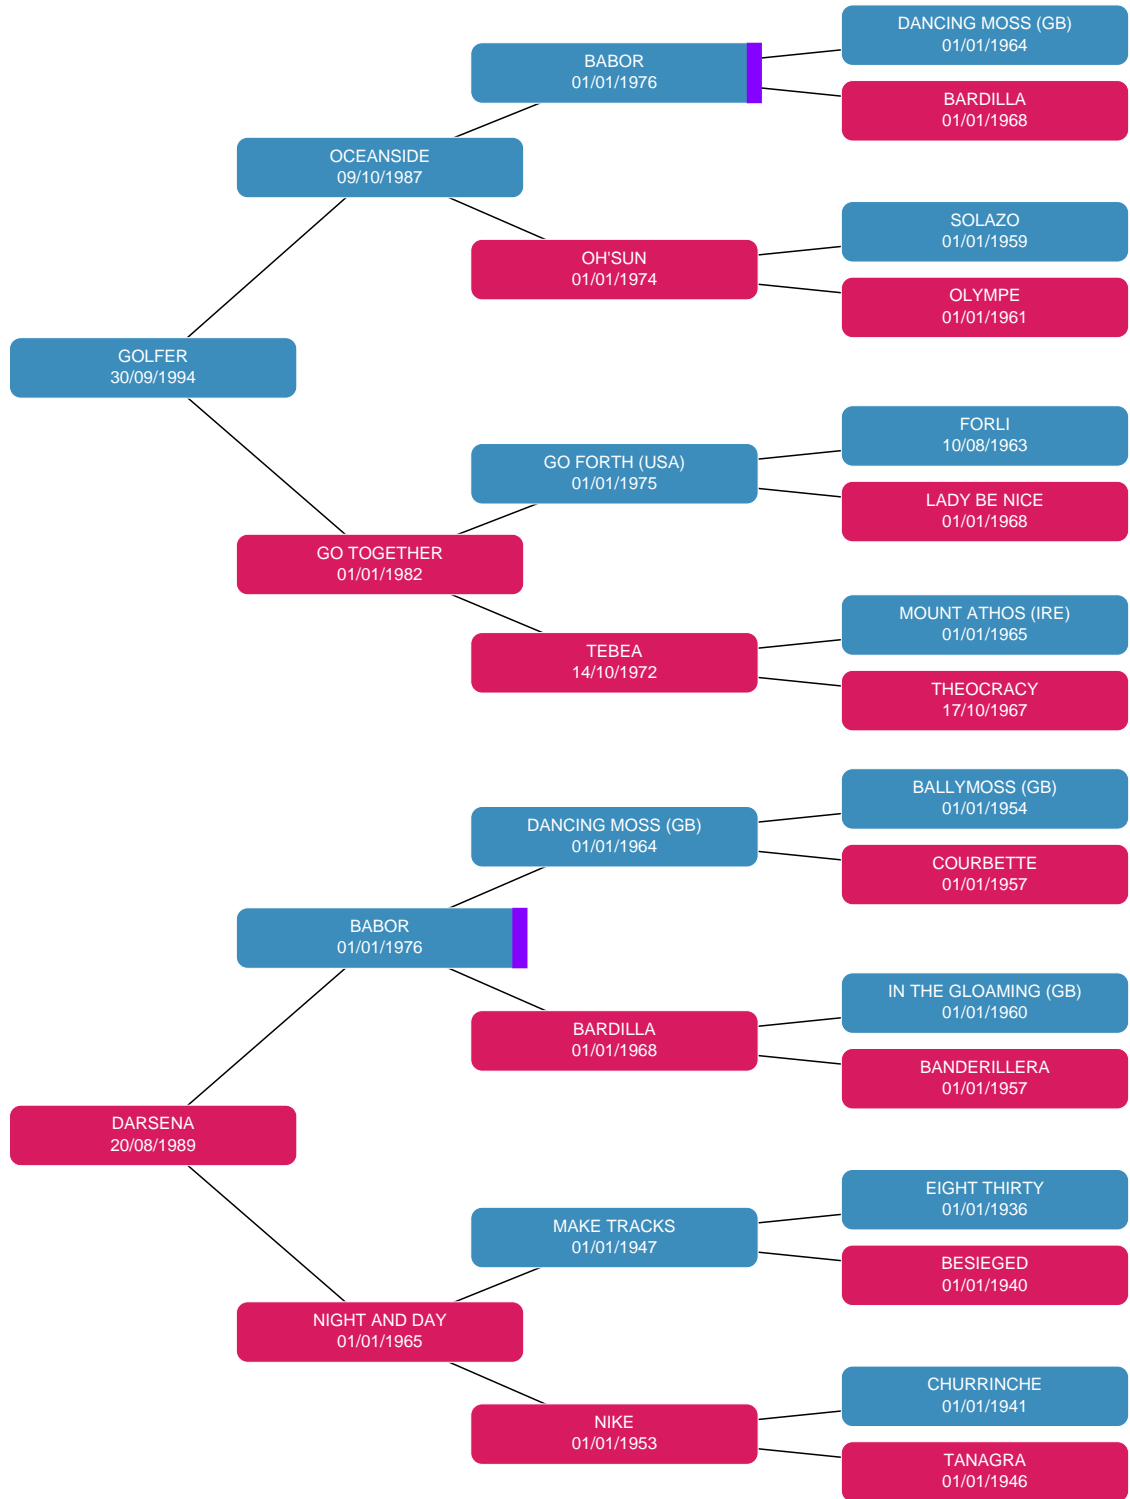 DANCING MOSS (GB)
01/01/1964
BABOR
01/01/1976
BARDILLA
01/01/1968
OCEANSIDE
09/10/1987
SOLAZO
01/01/1959
OH'SUN
01/01/1974
OLYMPE
01/01/1961
GOLFER
30/09/1994
FORLI
10/08/1963
GO FORTH (USA)
01/01/1975
LADY BE NICE
01/01/1968
GO TOGETHER
01/01/1982
MOUNT ATHOS (IRE)
01/01/1965
TEBEA
14/10/1972
THEOCRACY
17/10/1967
BALLYMOSS (GB)
01/01/1954
DANCING MOSS (GB)
01/01/1964
COURBETTE
01/01/1957
BABOR
01/01/1976
IN THE GLOAMING (GB)
01/01/1960
BARDILLA
01/01/1968
BANDERILLERA
01/01/1957
DARSENA
20/08/1989
EIGHT THIRTY
01/01/1936
MAKE TRACKS
01/01/1947
BESIEGED
01/01/1940
NIGHT AND DAY
01/01/1965
CHURRINCHE
01/01/1941
NIKE
01/01/1953
TANAGRA
01/01/1946